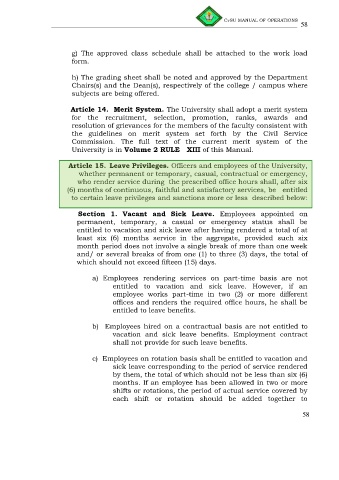 CvSU MANUAL OF OPERATIONS
58
g) The approved class schedule shall be attached to the work load
form.
h) The grading sheet shall be noted and approved by the Department
Chairs(s) and the Dean(s), respectively of the college / campus where
subjects are being offered.
Article 14. Merit System. The University shall adopt a merit system
for the recruitment, selection, promotion, ranks, awards and
resolution of grievances for the members of the faculty consistent with
the guidelines on merit system set forth by the Civil Service
Commission. The full text of the current merit system of the
University is in Volume 2 RULE XIII of this Manual.
Article 15. Leave Privileges. Officers and employees of the University,
whether permanent or temporary, casual, contractual or emergency,
who render service during the prescribed office hours shall, after six
(6) months of continuous, faithful and satisfactory services, be entitled
to certain leave privileges and sanctions more or less described below:
Section 1. Vacant and Sick Leave. Employees appointed on
permanent, temporary, a casual or emergency status shall be
entitled to vacation and sick leave after having rendered a total of at
least six (6) months service in the aggregate, provided each six
month period does not involve a single break of more than one week
and/ or several breaks of from one (1) to three (3) days, the total of
which should not exceed fifteen (15) days.
a) Employees rendering services on part-time basis are not
entitled to vacation and sick leave. However, if an
employee works part-time in two (2) or more different
offices and renders the required office hours, he shall be
entitled to leave benefits.
b) Employees hired on a contractual basis are not entitled to
vacation and sick leave benefits. Employment contract
shall not provide for such leave benefits.
c) Employees on rotation basis shall be entitled to vacation and
sick leave corresponding to the period of service rendered
by them, the total of which should not be less than six (6)
months. If an employee has been allowed in two or more
shifts or rotations, the period of actual service covered by
each shift or rotation should be added together to
58